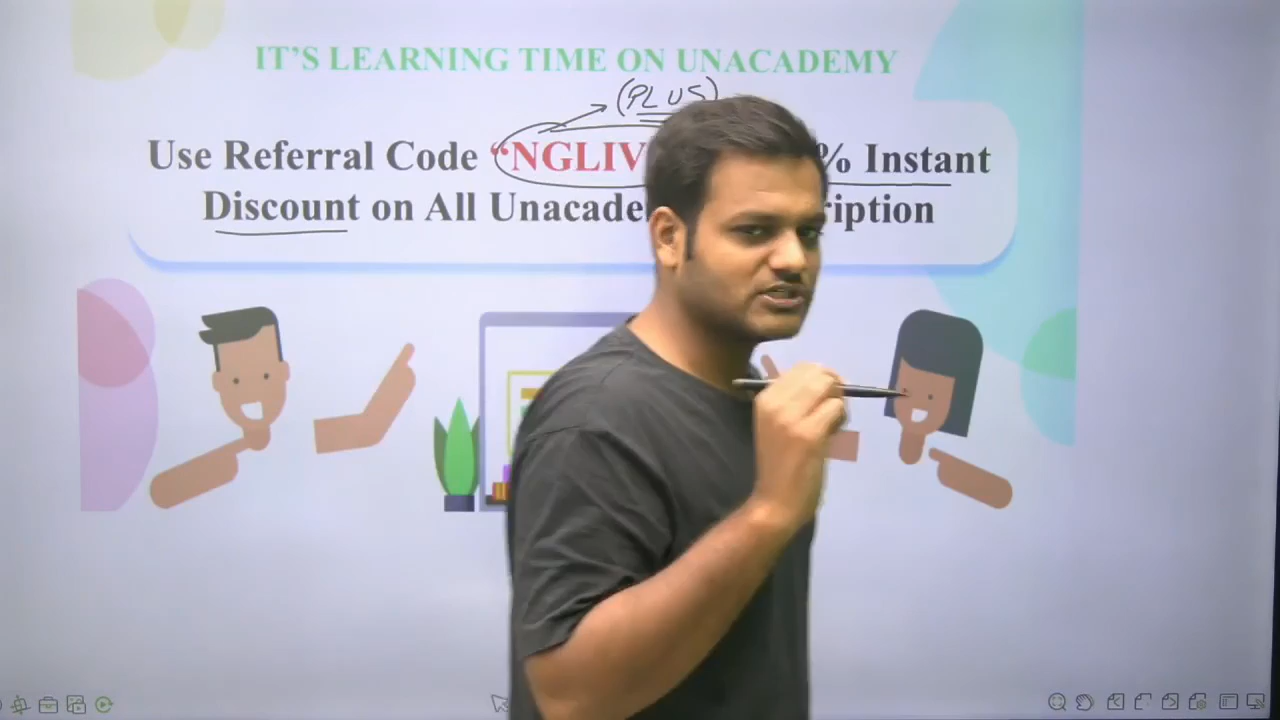 IT'S LEARNING TIME ON UNACADEMY
(PLUS)
Use Referral Code “NGLIV % Instant
Discount on All Unacade ription